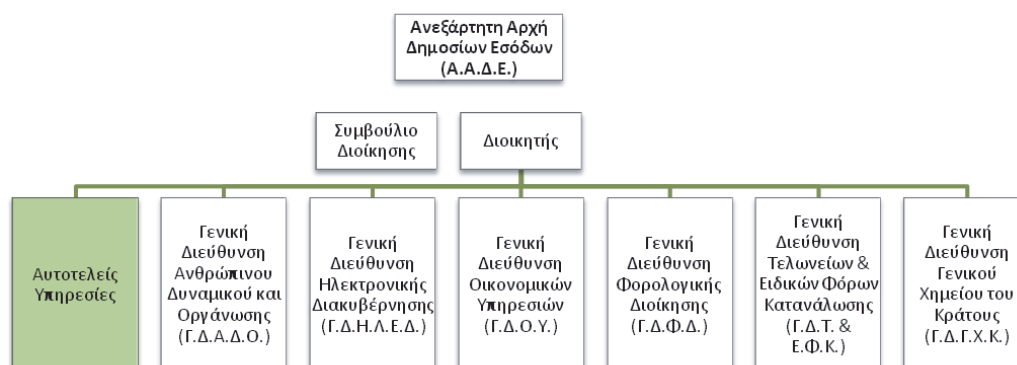 Ανεξάρτητη Αρχή
Δημοσίων Εσόδων
(Α.Α.Δ.Ε.)
Συμβούλιο
Διοίκησης
Διοικητής
Αυτοτελείς
Υπηρεσίες
Γενική
Διεύθυνση
Ανθρώπινου
Δυναμικού και
Οργάνωσης
(Γ.Δ.Α.Δ.Ο.)
Γενική
Διεύθυνση
Ηλεκτρονικής
Διακυβέρνησης
(Γ.Δ.Η.Λ.Ε.Δ.)
Γενική
Διεύθυνση
Οικονομικών
Υπηρεσιών
(Γ.Δ.Ο.Υ.)
Γενική
Διεύθυνση
Φορολογικής
Διοίκησης
(Γ.Δ.Φ.Δ.)
Γενική
Διεύθυνση
Τελωνείων &
Ειδικών Φόρων
Κατανάλωσης
(Γ.Δ.Τ. &
Ε.Φ.Κ.)
Γενική
Διεύθυνση
Γενικού
Χημείου του
Κράτους
(Γ.Δ.Γ.Χ.Κ.)